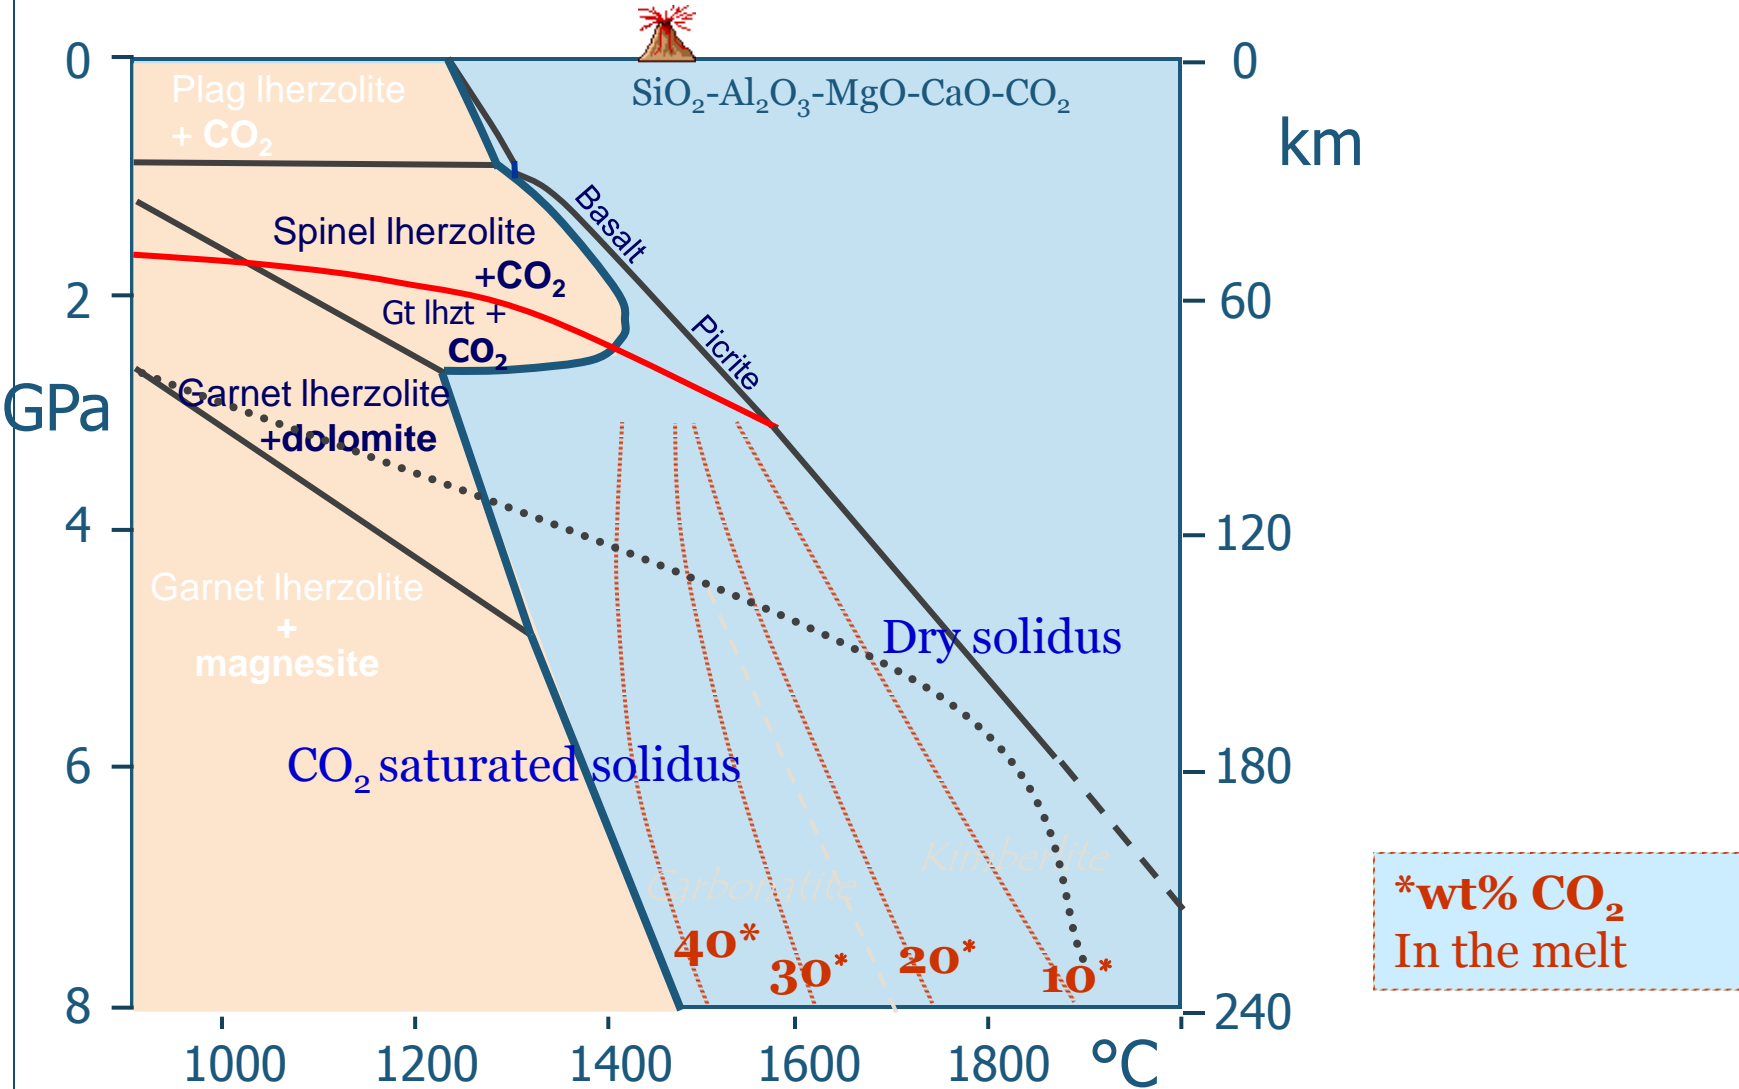 0
0
Plag lherzolite
+ CO₂
SiO₂-Al₂O₃-MgO-CaO-CO₂
km
Basalt
Spinel lherzolite
+CO₂
2
60
Gt lhzt +
CO₂
Picrite
GPa
Garnet lherzolite
+dolomite
4
120
Garnet lherzolite
+
magnesite
Dry solidus
6
CO₂ saturated solidus
180
Kimberlite
Carbonatite
*wt% CO₂
In the melt
40*
30*
20*
10*
8
240
1000
1200
1400
1600
1800
°C